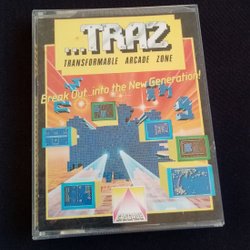 ...TRAZ
TRANSFORMABLE ARCADE ZONE
Break Out..into the New Generation!